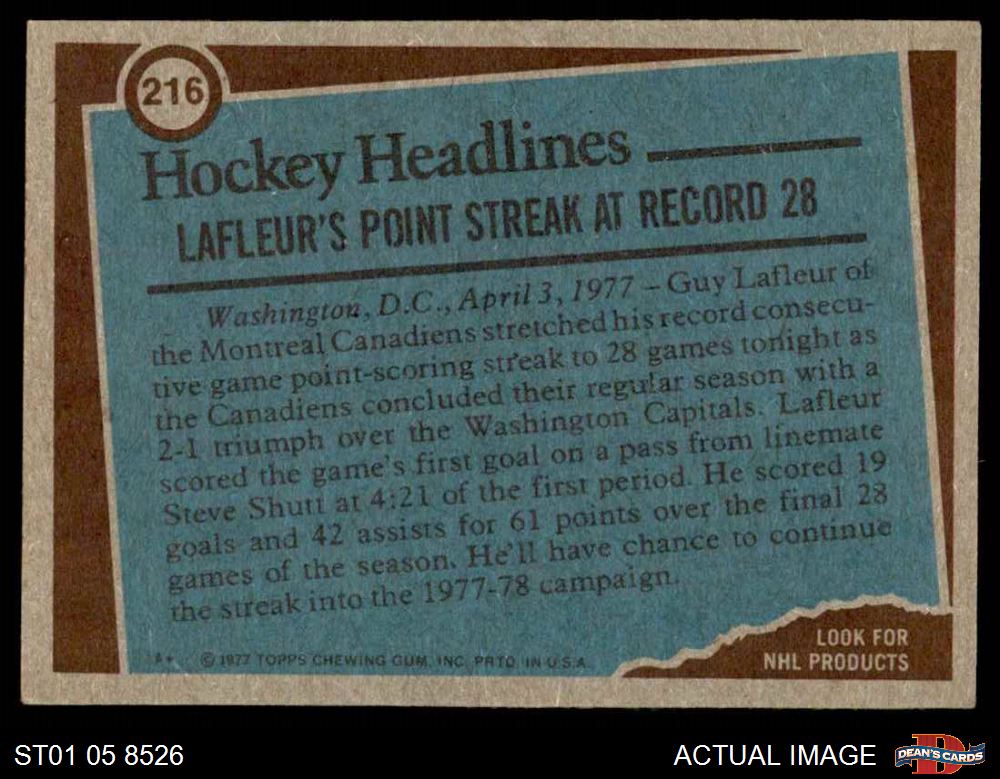 216
Hockey Headlines
LAFLEUR'S POINT STREAK AT RECORD 28
Washington, D.C., April 3, 1977 – Guy Lafleur of
the Montreal Canadiens stretched his record consecu-
tive game point-scoring streak to 28 games tonight as
the Canadiens concluded their regular season with a
2-1 triumph over the Washington Capitals. Lafleur
scored the game's first goal on a pass from linemate
Steve Shutt at 4:21 of the first period. He scored 19
goals and 42 assists for 61 points over the final 28
games of the season. He'll have chance to continue
the streak into the 1977-78 campaign.
A* © 1977 TOPPS CHEWING GUM, INC. PRTD. IN U.S.A.
LOOK FOR
NHL PRODUCTS
ST01 05 8526
ACTUAL IMAGE
DEAN'S CARDS